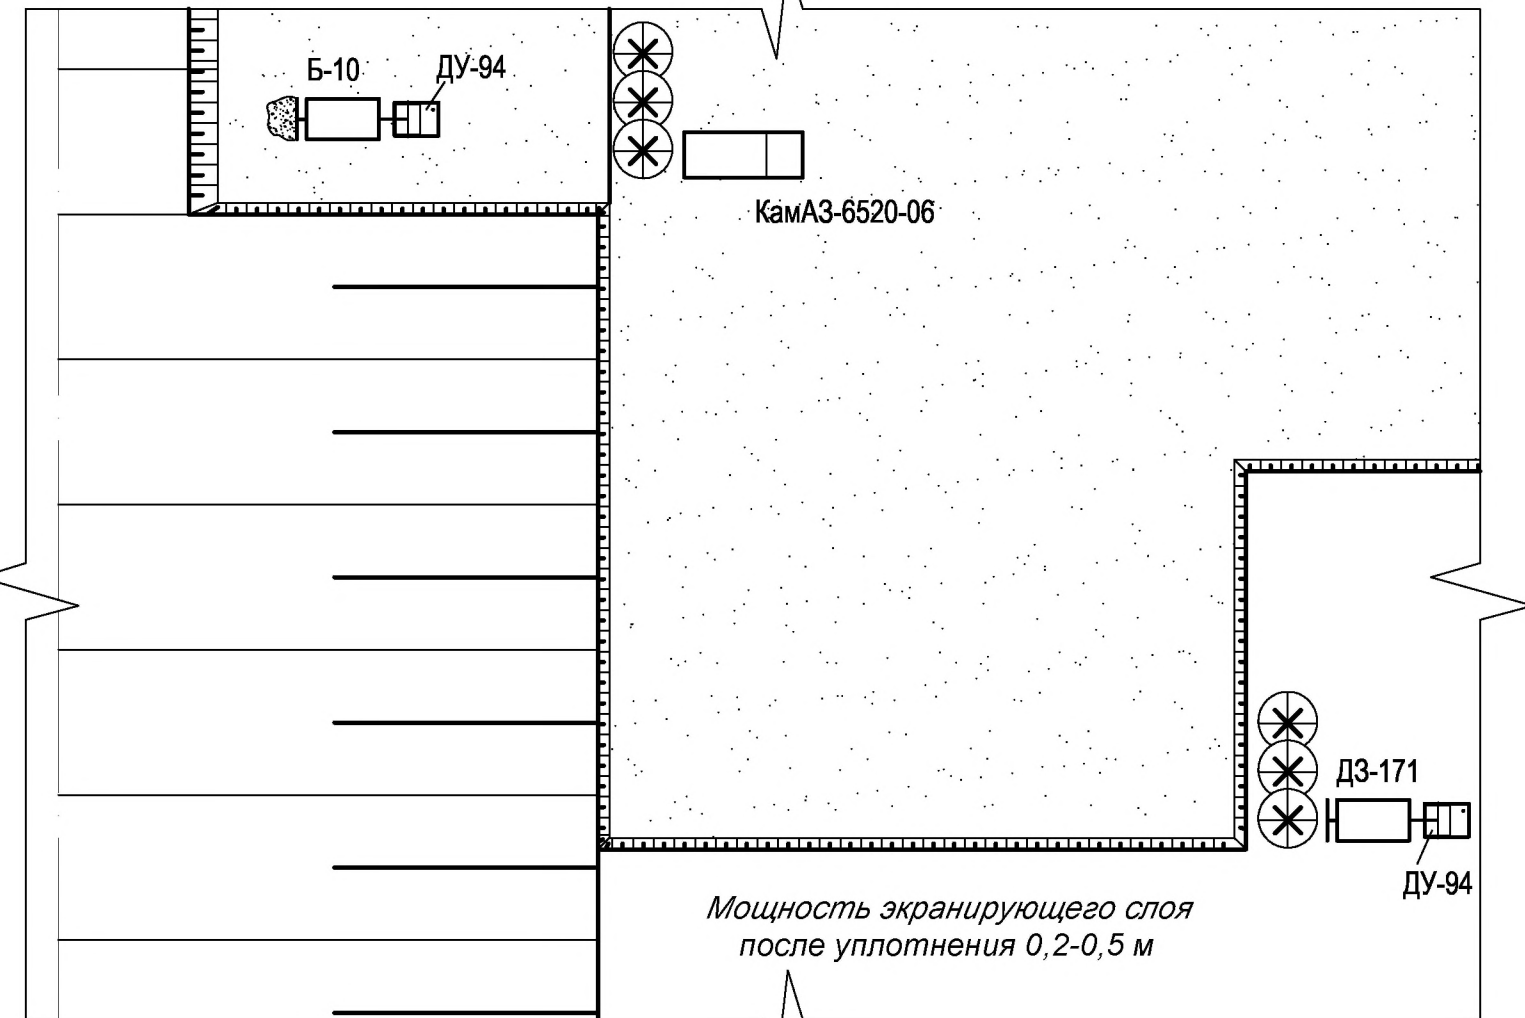 Б-10
ДУ-94
КамАЗ-6520-06
ДЗ-171
ДУ-94
Мощность экранирующего слоя
после уплотнения 0,2-0,5 м